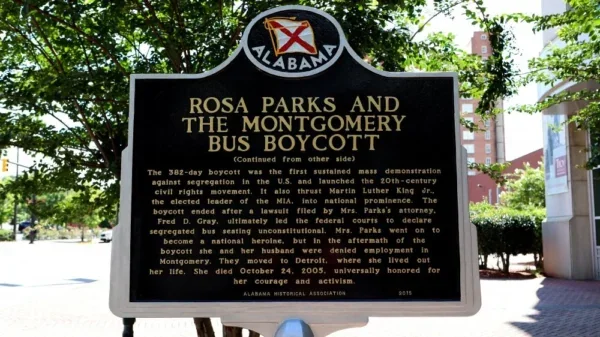 ALABAMA
ROSA PARKS AND
THE MONTGOMERY
BUS BOYCOTT
(Continued from other side)
The 382-day boycott was the first sustained mass demonstration
against segregation in the U.S. and launched the 20th-century
civil rights movement. It also thrust Martin Luther King Jr.,
the elected leader of the MIA, into national prominence. The
boycott ended after a lawsuit filed by Mrs. Parks's attorney,
Fred D. Gray, ultimately led the federal courts to declare
segregated bus seating unconstitutional. Mrs. Parks went on to
become a national heroine, but in the aftermath of the
boycott she and her husband were denied employment in
Montgomery. They moved to Detroit, where she lived out
her life. She died October 24, 2005, universally honored for
her courage and activism.
ALABAMA HISTORICAL ASSOCIATION